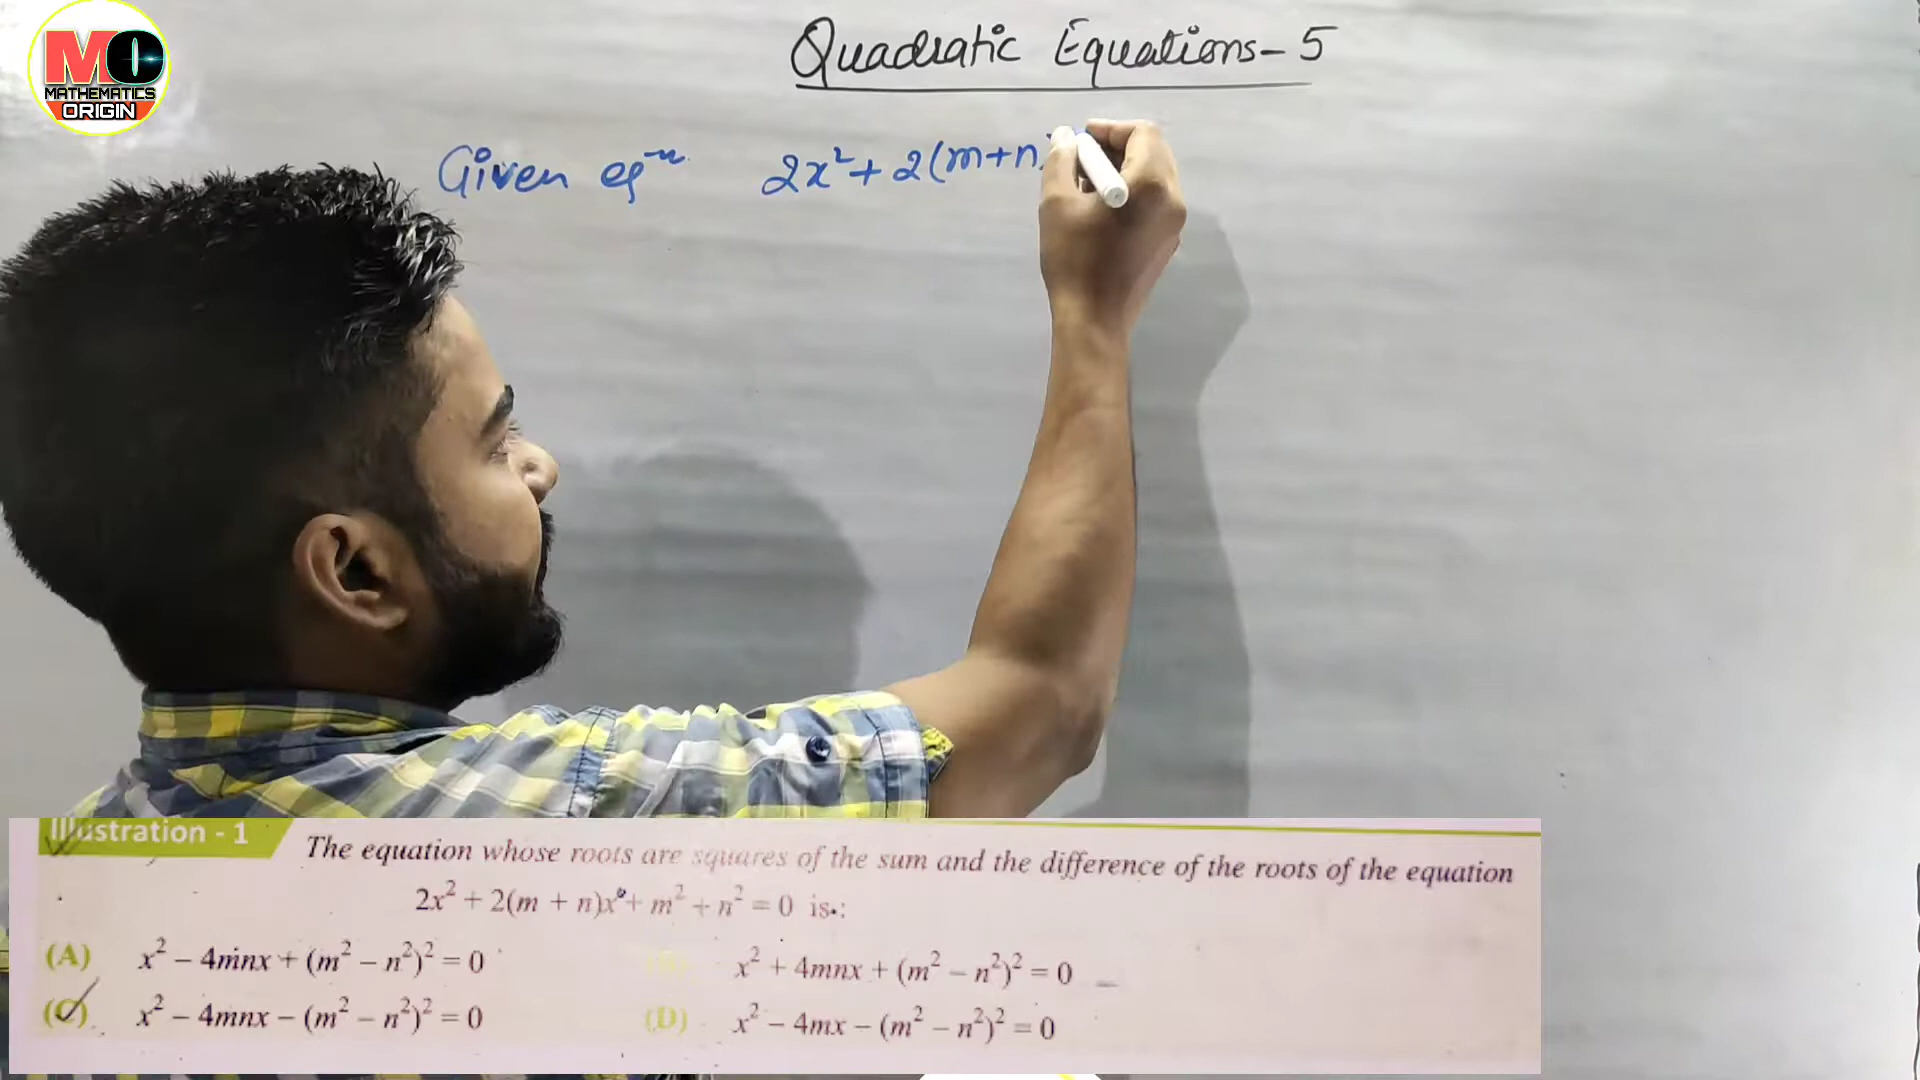 MO
MATHEMATICS
ORIGIN
Quadratic Equations-5
Given eqⁿ 2x² + 2(m+n)
Illustration - 1
The equation whose roots are squares of the sum and the difference of the roots of the equation
2x² + 2(m + n)x + m² + n² = 0 is :
(A) x² – 4mnx + (m² – n²)² = 0
(B) x² + 4mnx + (m² – n²)² = 0
(C) x² – 4mnx – (m² – n²)² = 0
(D) x² – 4mx – (m² – n²)² = 0